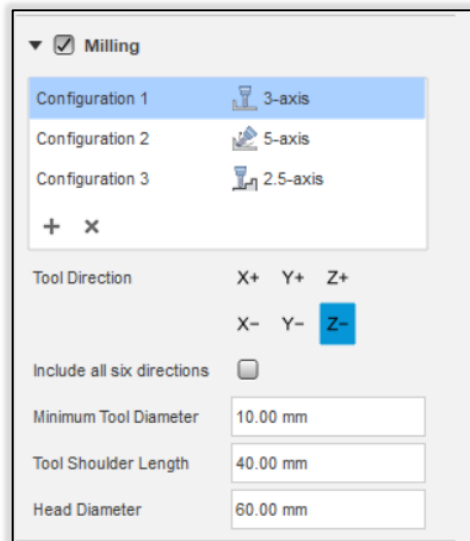 Milling
Configuration 1 3-axis
Configuration 2 5-axis
Configuration 3 2.5-axis
Tool Direction X+ Y+ Z+
X- Y- Z-
Include all six directions
Minimum Tool Diameter 10.00 mm
Tool Shoulder Length 40.00 mm
Head Diameter 60.00 mm